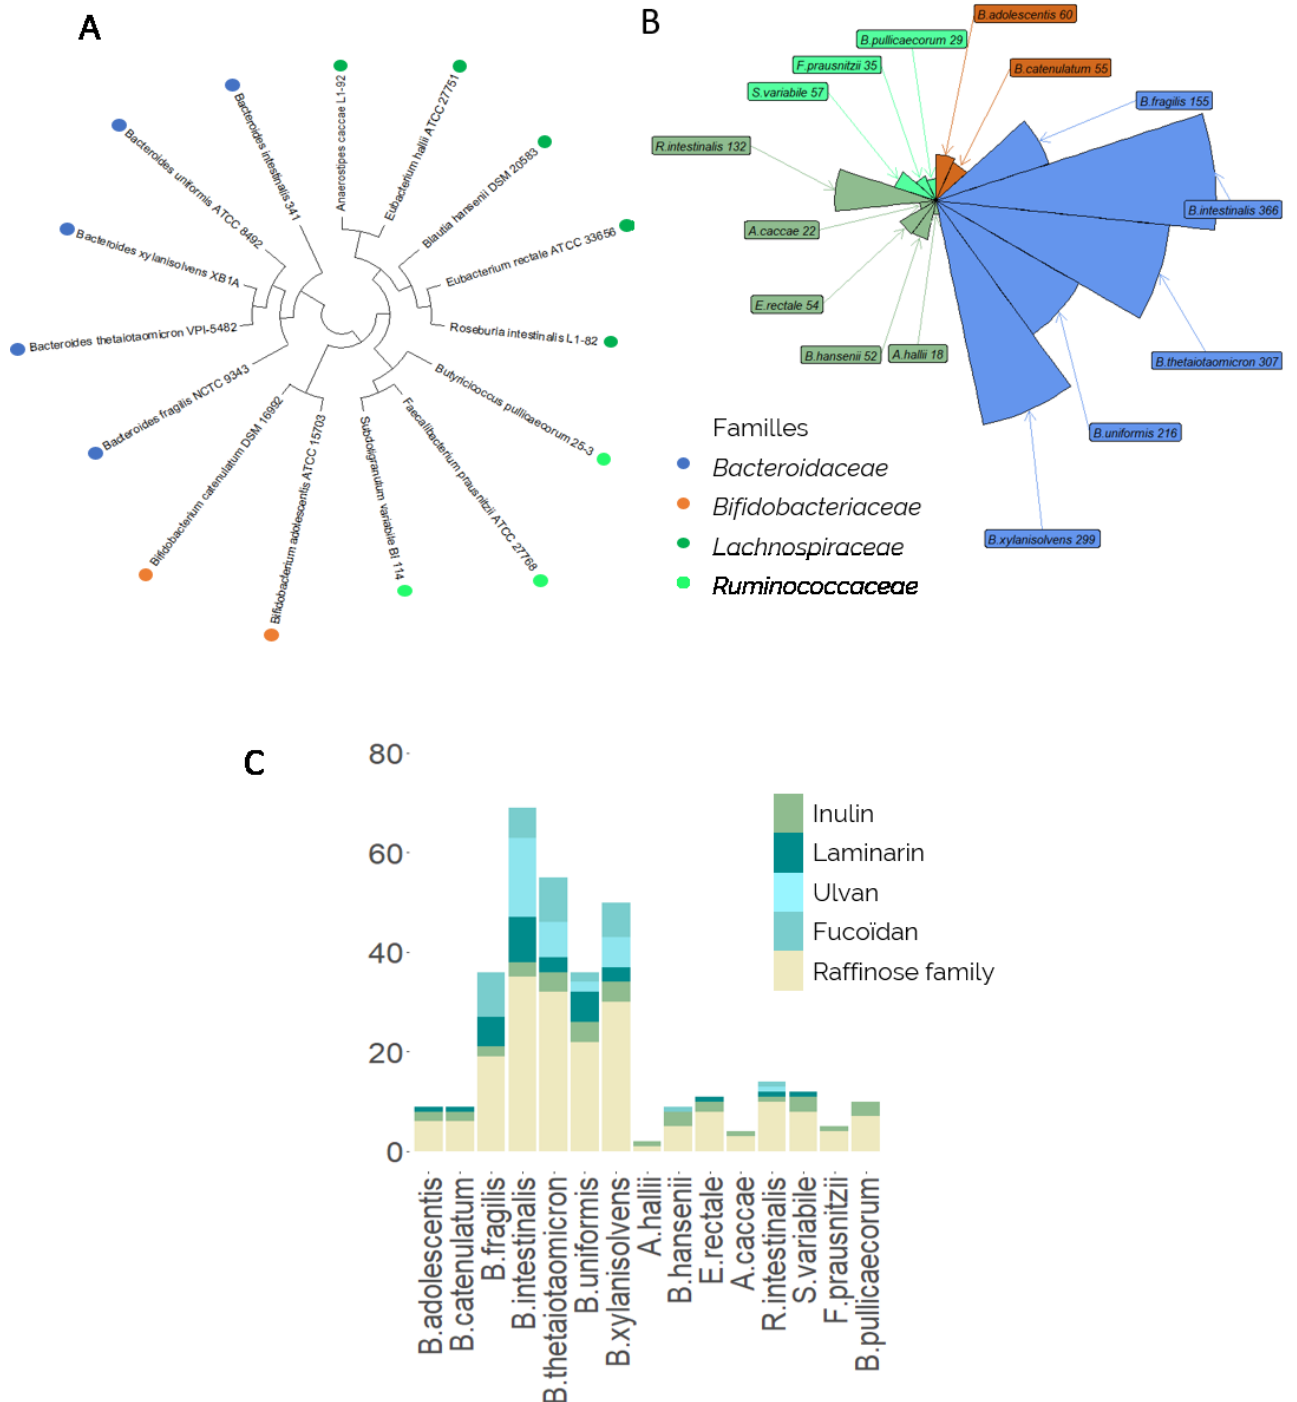 A
Bacteroides intestinalis 341
Anaerostipes caccae L1-92
Eubacterium hallii ATCC 27751
Blautia hansenii DSM 20583
Eubacterium rectale ATCC 33656
Roseburia intestinalis L1-82
Butyricicoccus pullicaecorum 25-3
Faecalibacterium prausnitzii ATCC 27768
Subdoligranulum variabile BI 114
Bifidobacterium adolescentis ATCC 15703
Bifidobacterium catenulatum DSM 16992
Bacteroides fragilis NCTC 9343
Bacteroides thetaiotaomicron VPI-5482
Bacteroides xylanisolvens XB1A
Bacteroides uniformis ATCC 8492
B
B.adolescentis 60
B.pullicaecorum 29
F.prausnitzii 35
B.catenulatum 55
S.variabile 57
B.fragilis 155
R.intestinalis 132
B.intestinalis 366
A.caccae 22
E.rectale 54
B.hansenii 52
A.hallii 18
B.thetaiotaomicron 307
B.uniformis 216
B.xylanisolvens 299
Familles
Bacteroidaceae
Bifidobacteriaceae
Lachnospiraceae
Ruminococcaceae
C
80
60
40
20
0
Inulin
Laminarin
Ulvan
Fucoïdan
Raffinose family
B.adolescentis
B.catenulatum
B.fragilis
B.intestinalis
B.thetaiotaomicron
B.uniformis
B.xylanisolvens
A.hallii
B.hansenii
E.rectale
A.caccae
R.intestinalis
S.variabile
F.prausnitzii
B.pullicaecorum